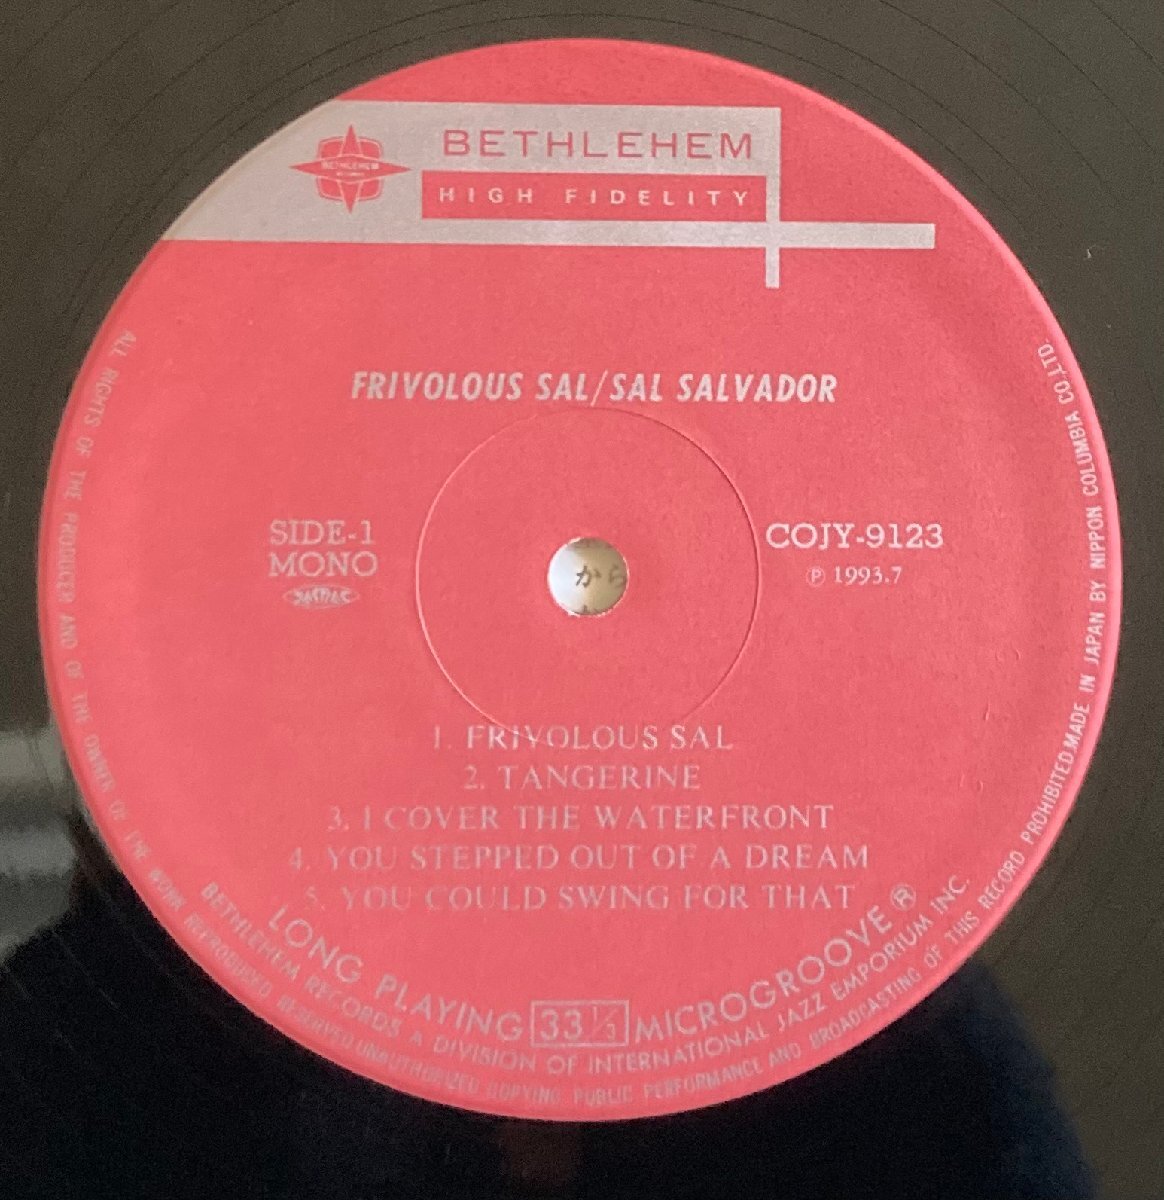 BETHLEHEM
BETHLEHEM
HIGH FIDELITY
FRIVOLOUS SAL/SAL SALVADOR
SIDE-1
MONO
JASRAC
COJY-9123
Ⓟ 1993.7
から
1. FRIVOLOUS SAL
2. TANGERINE
3. I COVER THE WATERFRONT
4. YOU STEPPED OUT OF A DREAM
5. YOU COULD SWING FOR THAT
LONG PLAYING 33 1/3 MICROGROOVE ®
BETHLEHEM RECORDS A DIVISION OF INTERNATIONAL JAZZ EMPORIUM INC.
ALL RIGHTS OF THE PRODUCER AND OF THE OWNER OF THE WORK REPRODUCED RESERVED UNAUTHORIZED COPYING PUBLIC PERFORMANCE AND BROADCASTING OF THIS RECORD PROHIBITED.MADE IN JAPAN BY NIPPON COLUMBIA CO.LTD.